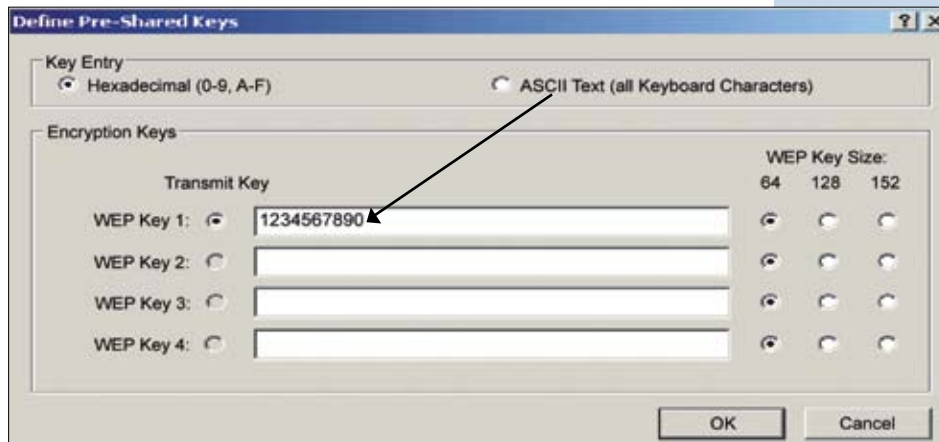 Define Pre-Shared Keys
Key Entry
Hexadecimal (0-9, A-F)
ASCII Text (all Keyboard Characters)
Encryption Keys
WEP Key Size:
Transmit Key
64 128 152
WEP Key 1: 1234567890
WEP Key 2:
WEP Key 3:
WEP Key 4:
OK
Cancel